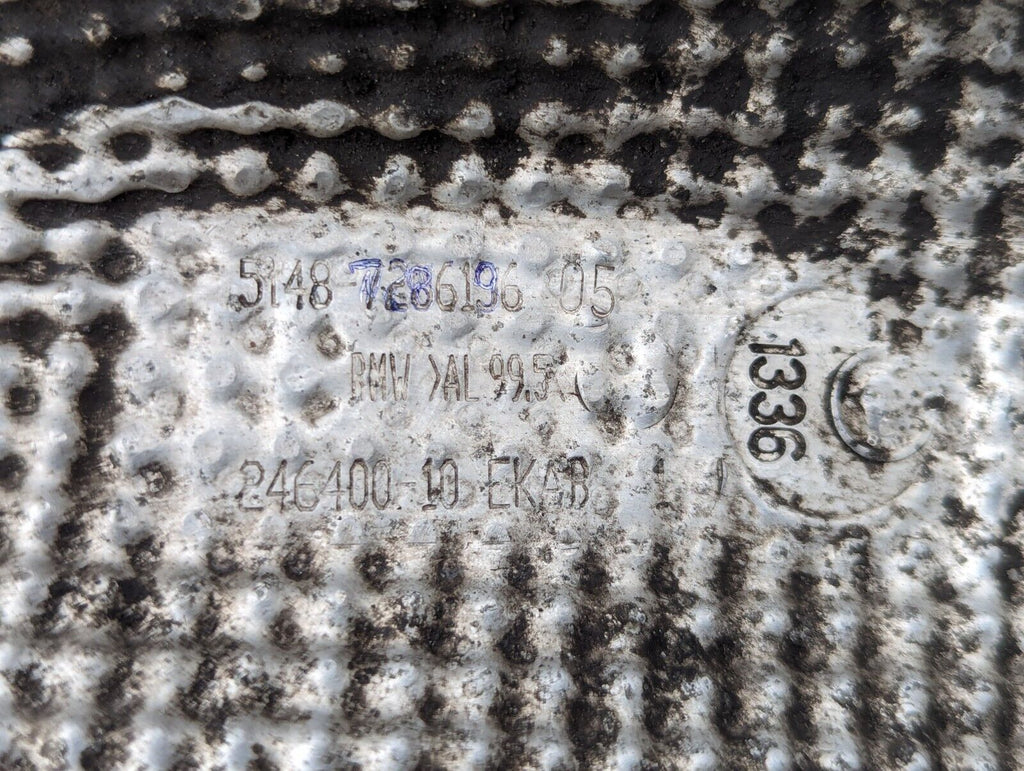 5148 7286196 05
BMW >AL 99.5<
246400-10 EKAB
1336